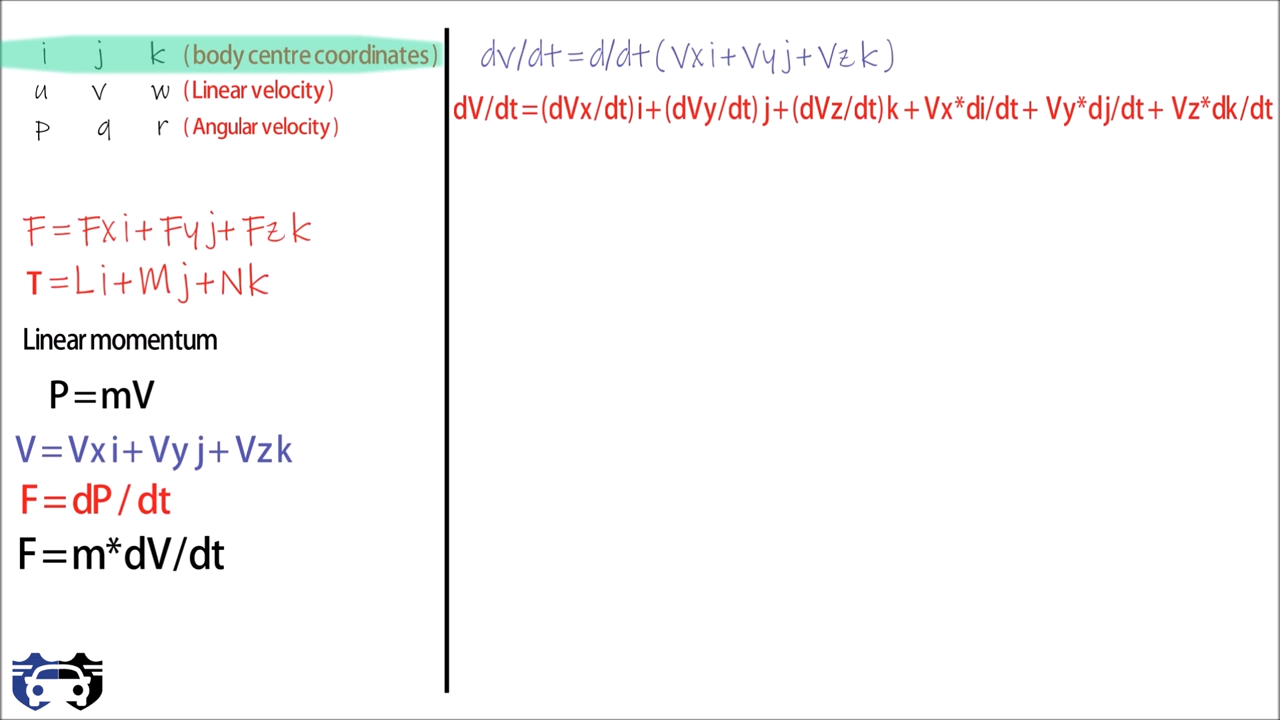 i j k (body centre coordinates)
u v w (Linear velocity)
p q r (Angular velocity)
F=Fxi+Fyj+Fzk
T=Li+Mj+Nk
Linear momentum
P=mV
V=Vxi+Vyj+Vzk
F=dP/dt
F=m*dV/dt
dv/dt=d/dt(Vxi+Vyj+Vzk)
dV/dt=(dVx/dt)i+(dVy/dt)j+(dVz/dt)k+Vx*di/dt+ Vy*dj/dt+ Vz*dk/dt